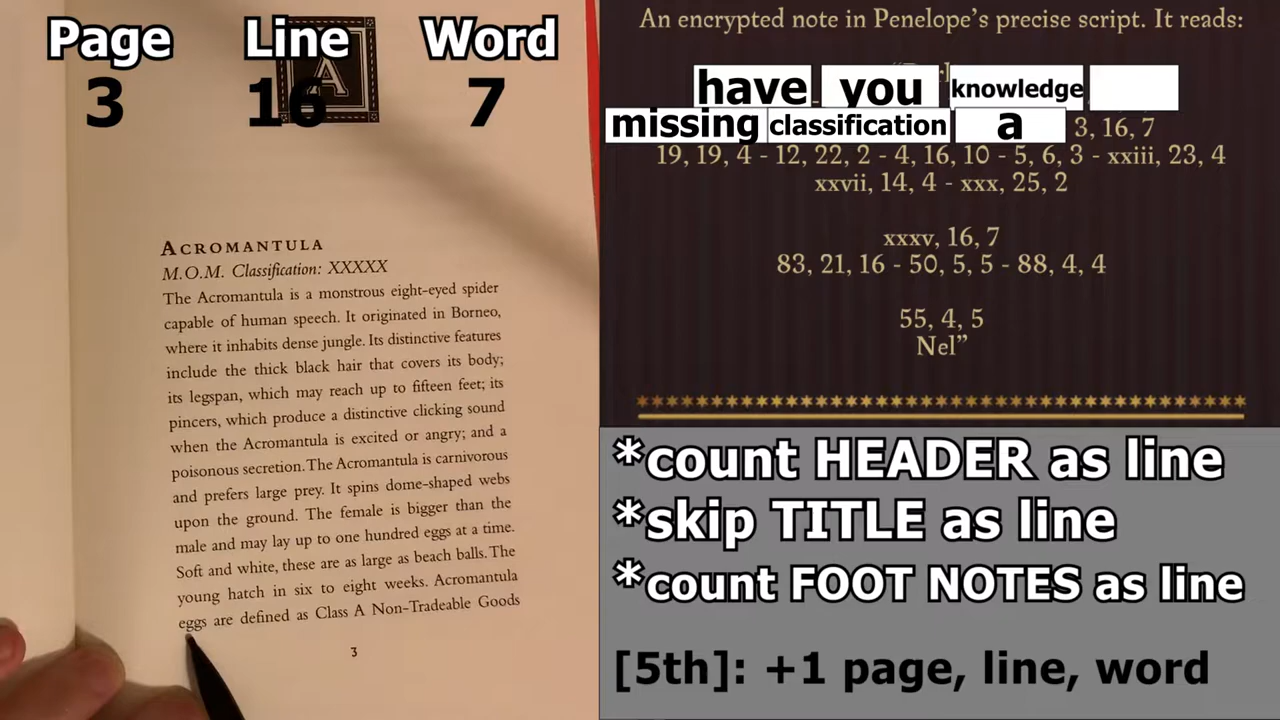 Page Line Word
3 16 7
A
ACROMANTULA
M.O.M. Classification: XXXXX
The Acromantula is a monstrous eight-eyed spider
capable of human speech. It originated in Borneo,
where it inhabits dense jungle. Its distinctive features
include the thick black hair that covers its body;
its legspan, which may reach up to fifteen feet; its
pincers, which produce a distinctive clicking sound
when the Acromantula is excited or angry; and a
poisonous secretion. The Acromantula is carnivorous
and prefers large prey. It spins dome-shaped webs
upon the ground. The female is bigger than the
male and may lay up to one hundred eggs at a time.
Soft and white, these are as large as beach balls. The
young hatch in six to eight weeks. Acromantula
eggs are defined as Class A Non-Tradeable Goods
3
An encrypted note in Penelope's precise script. It reads:
have you knowledge
missing classification a 3, 16, 7
19, 19, 4 - 12, 22, 2 - 4, 16, 10 - 5, 6, 3 - xxiii, 23, 4
xxvii, 14, 4 - xxx, 25, 2
xxxv, 16, 7
83, 21, 16 - 50, 5, 5 - 88, 4, 4
55, 4, 5
Nel”
*count HEADER as line
*skip TITLE as line
*count FOOT NOTES as line
[5th]: +1 page, line, word